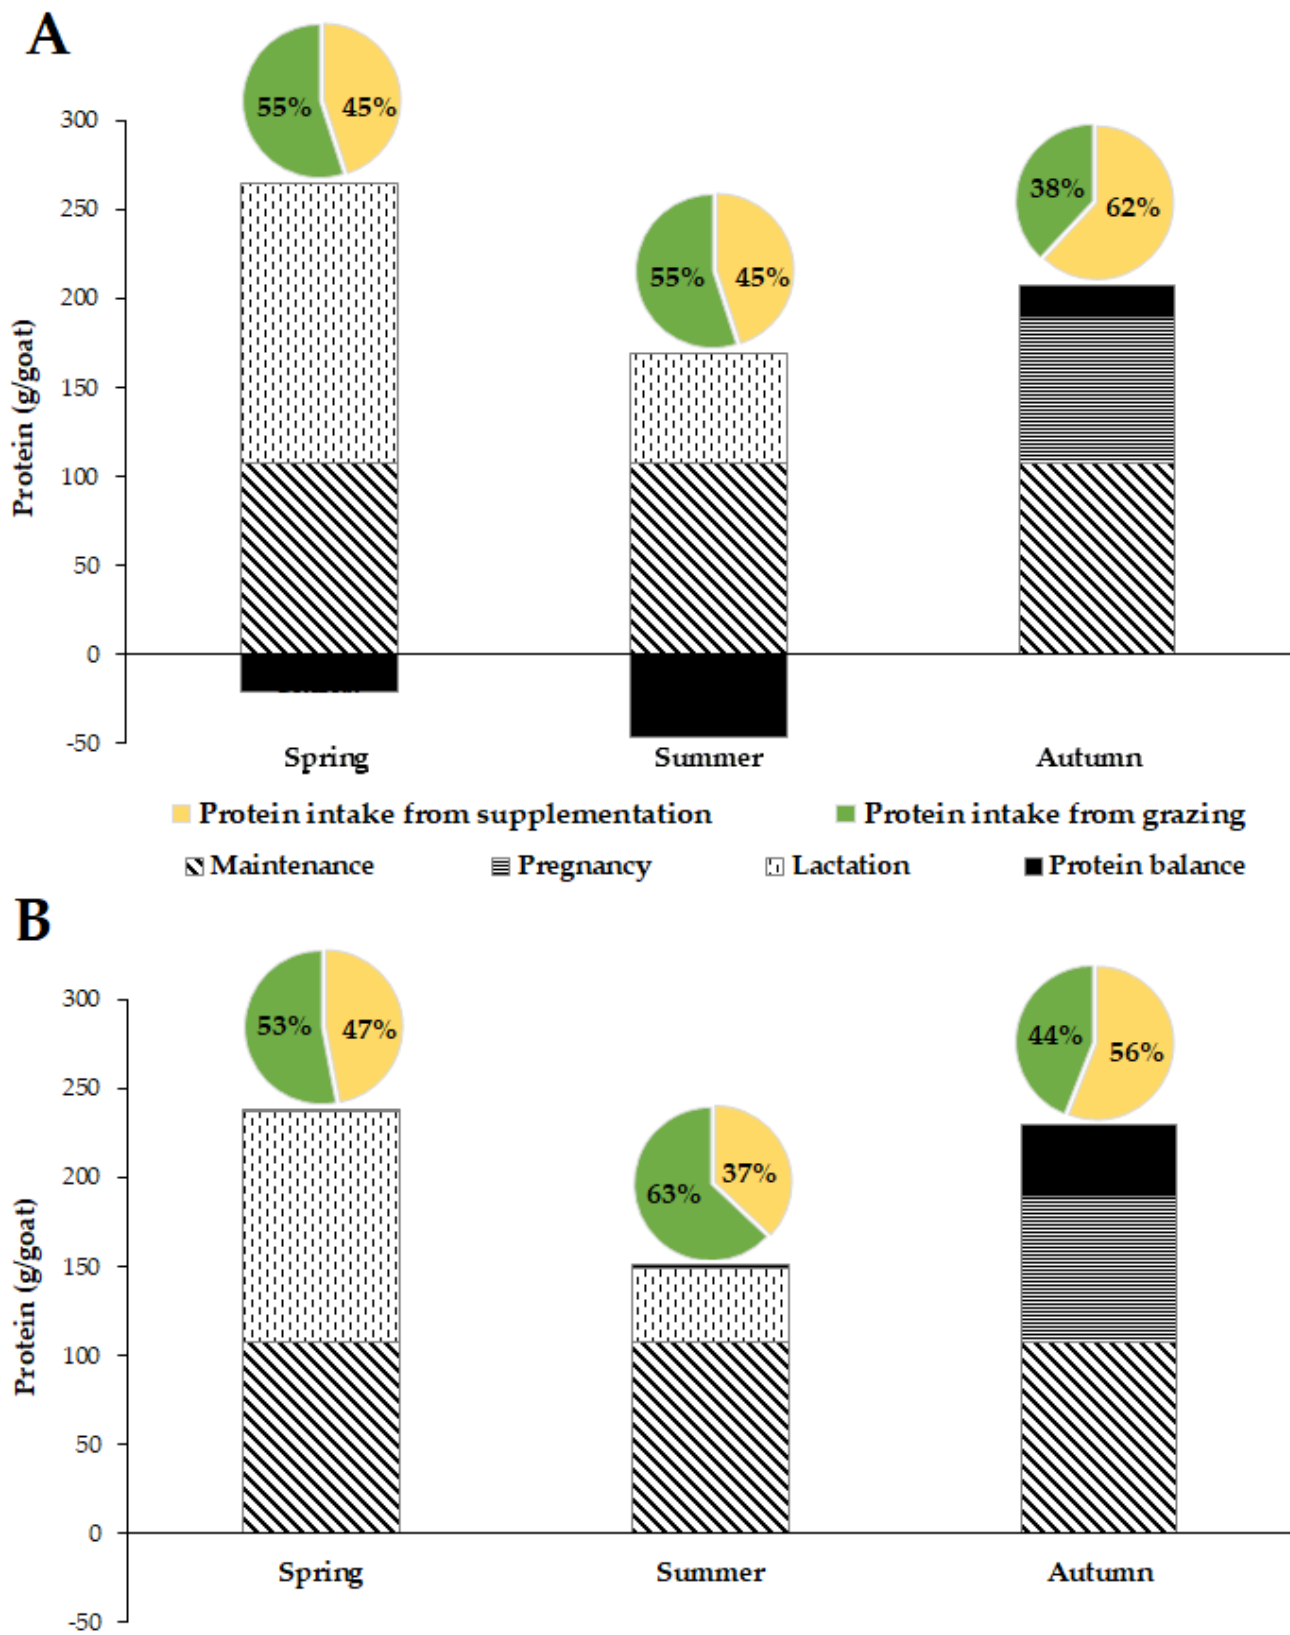 A
55% 45%
300
38% 62%
250
55% 45%
200
150
100
50
0
-50
Protein (g/goat)
Spring Summer Autumn
Protein intake from supplementation Protein intake from grazing
Maintenance Pregnancy Lactation Protein balance
B
53% 47%
44% 56%
300
250
63% 37%
200
150
100
50
0
-50
Protein (g/goat)
Spring Summer Autumn